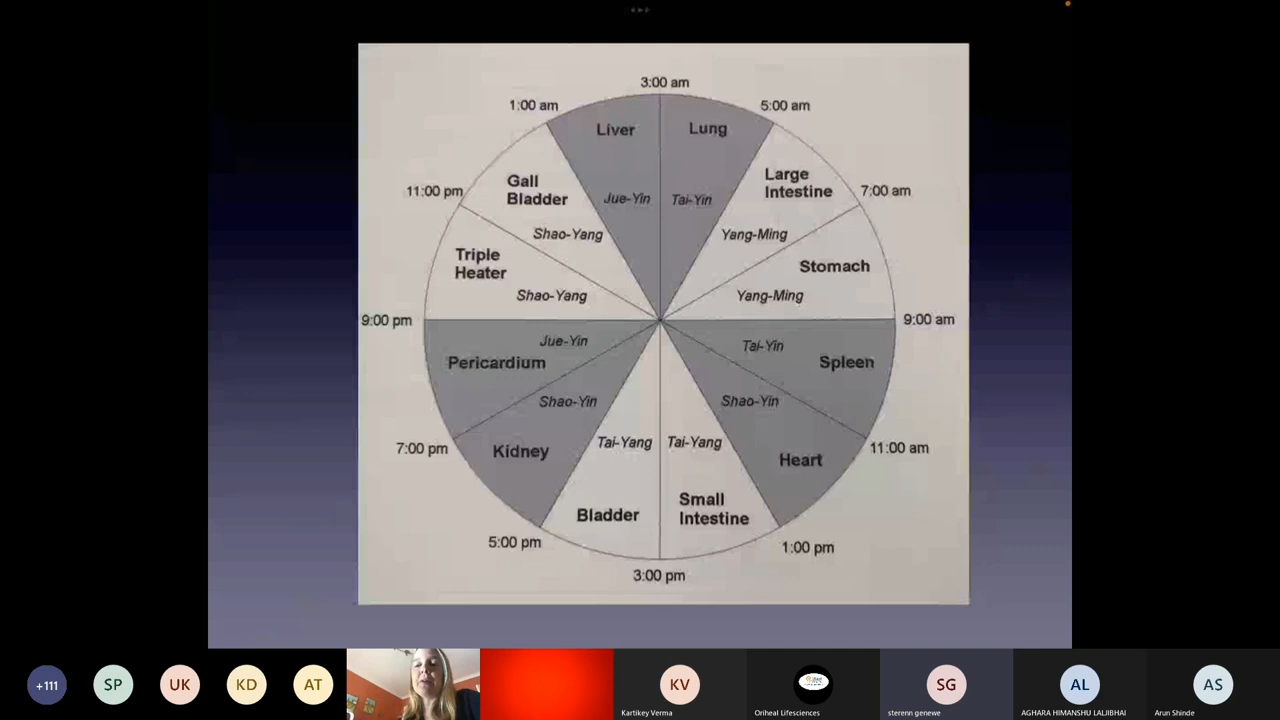 3:00 am
1:00 am
5:00 am
Liver
Lung
11:00 pm
Gall
Bladder
Jue-Yin
Tai-Yin
Large
Intestine
7:00 am
Shao-Yang
Yang-Ming
Triple
Heater
Stomach
Shao-Yang
Yang-Ming
9:00 pm
9:00 am
Jue-Yin
Tai-Yin
Pericardium
Spleen
Shao-Yin
Shao-Yin
7:00 pm
Kidney
Tai-Yang
Tai-Yang
Heart
11:00 am
Bladder
Small
Intestine
5:00 pm
1:00 pm
3:00 pm
+111
SP
UK
KD
AT
KV
SG
AL
AS
Kartikey Verma
Oriheal Lifesciences
sterenn genewe
AGHARA HIMANSHU LALJIBHAI
Arun Shinde